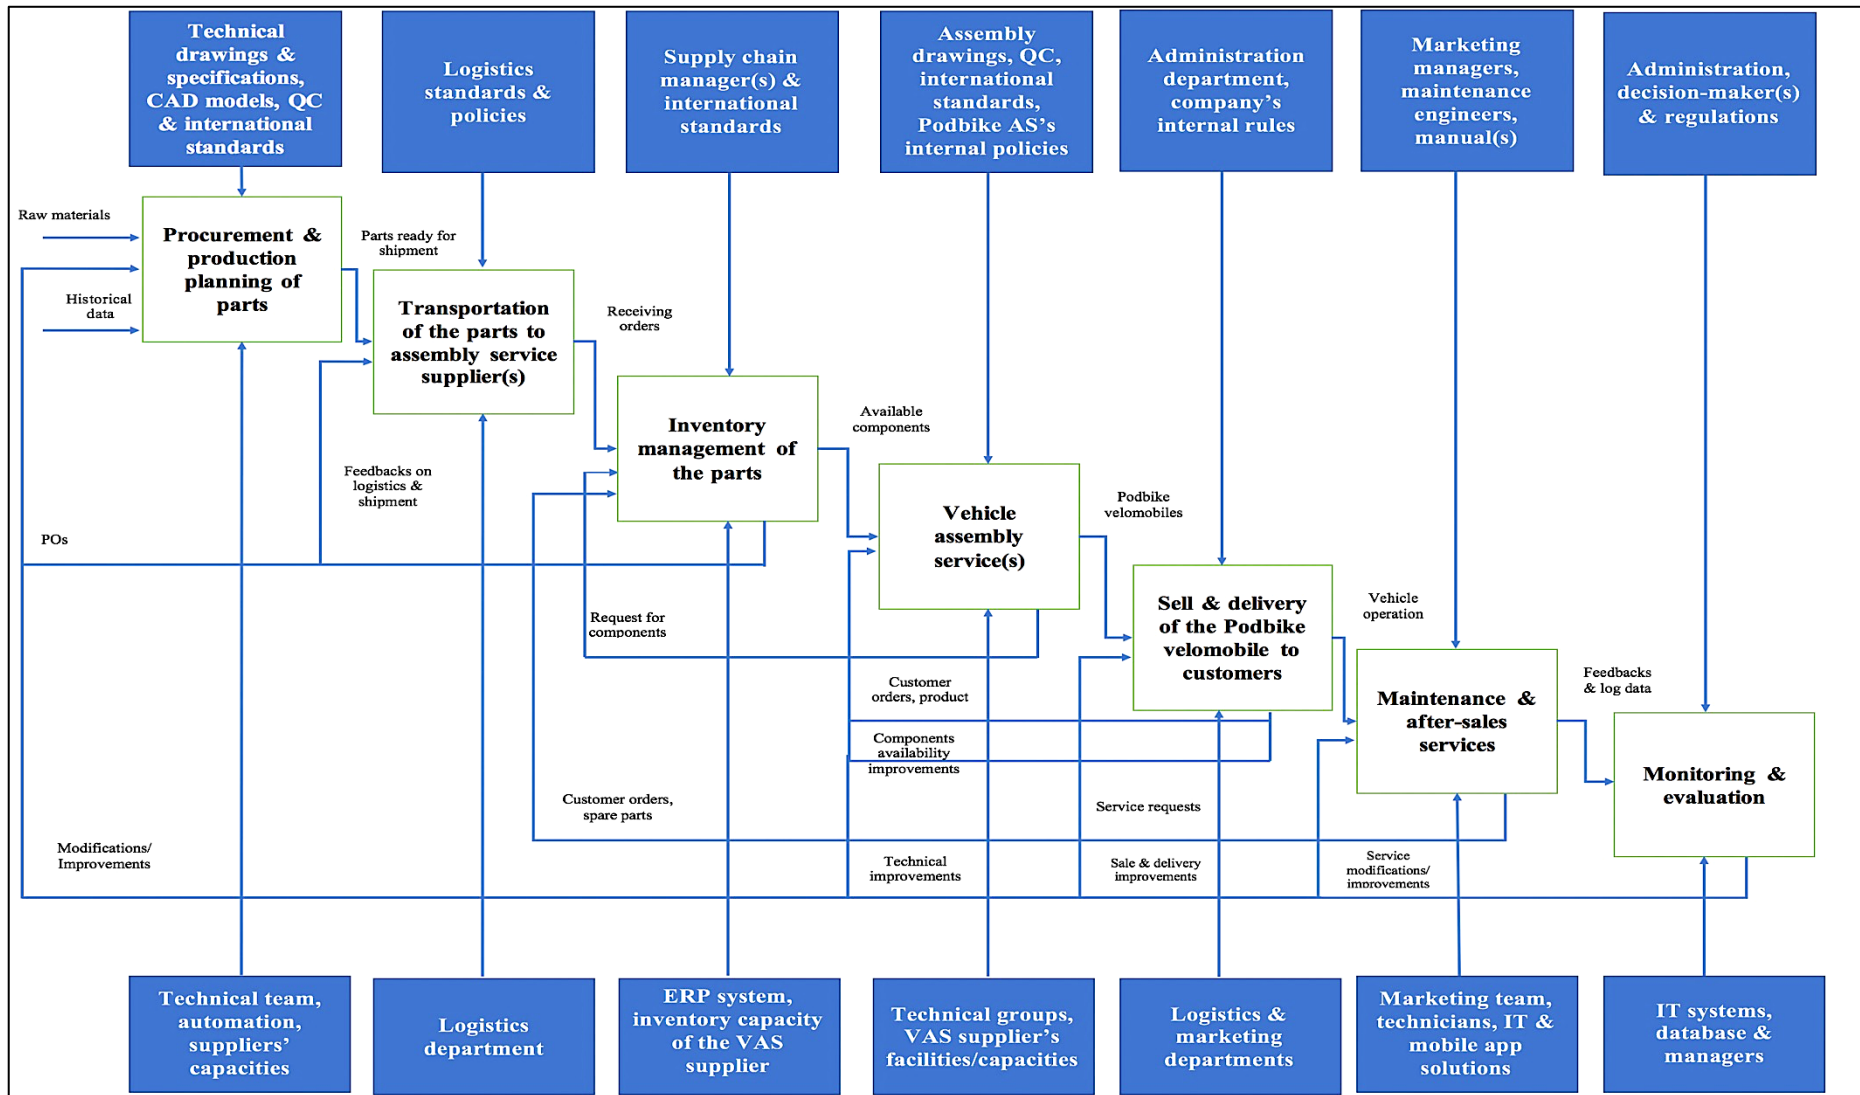 Technical
drawings &
specifications,
CAD models, QC
& international
standards
Logistics
standards &
policies
Supply chain
manager(s) &
international
standards
Assembly
drawings, QC,
international
standards,
Podbike AS's
internal policies
Administration
department,
company's
internal rules
Marketing
managers,
maintenance
engineers,
manual(s)
Administration,
decision-maker(s)
& regulations
Raw materials
Historical
data
Procurement &
production
planning of
parts
Parts ready for
shipment
Transportation
of the parts to
assembly service
supplier(s)
Receiving
orders
Inventory
management of
the parts
Available
components
Vehicle
assembly
service(s)
Podbike
velomobiles
Sell & delivery
of the Podbike
velomobile to
customers
Vehicle
operation
Maintenance &
after-sales
services
Feedbacks
& log data
Monitoring &
evaluation
Feedbacks on
logistics &
shipment
POs
Request for
components
Customer
orders, product
Components
availability
improvements
Customer orders,
spare parts
Service requests
Modifications/
Improvements
Technical
improvements
Sale & delivery
improvements
Service
modifications/
improvements
Technical team,
automation,
suppliers'
capacities
Logistics
department
ERP system,
inventory capacity
of the VAS
supplier
Technical groups,
VAS supplier's
facilities/capacities
Logistics &
marketing
departments
Marketing team,
technicians, IT &
mobile app
solutions
IT systems,
database &
managers